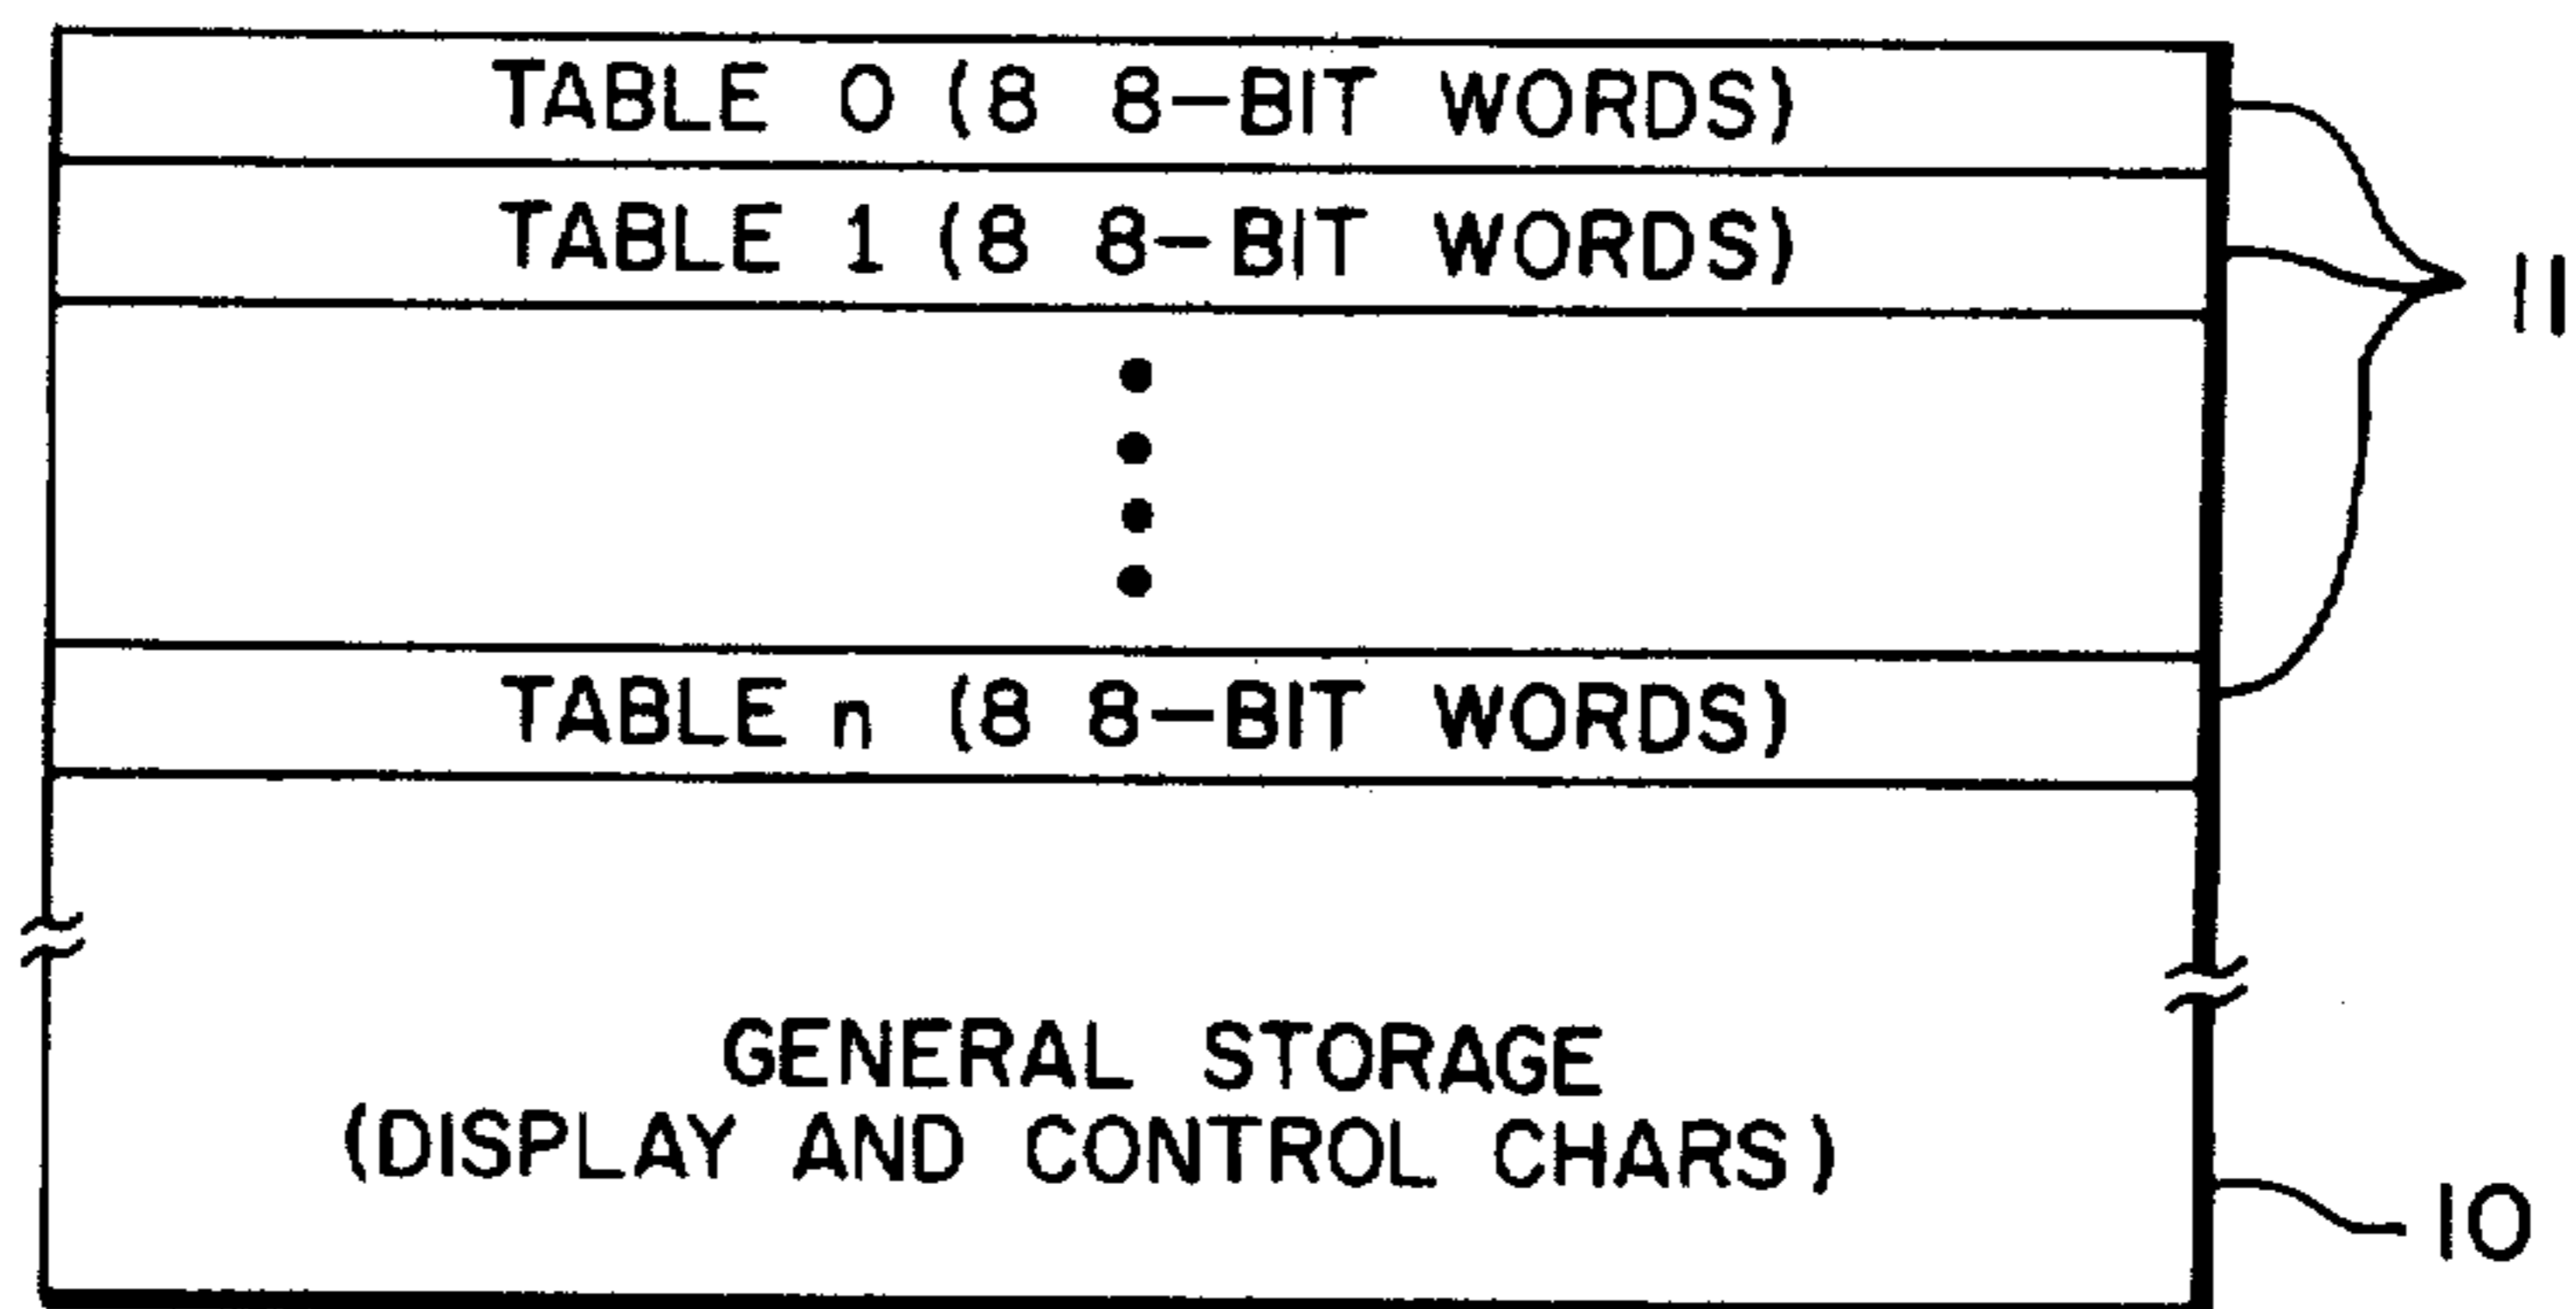 TABLE 0 (8 8-BIT WORDS)
TABLE 1 (8 8-BIT WORDS)
11
TABLE n (8 8-BIT WORDS)
GENERAL STORAGE
(DISPLAY AND CONTROL CHARS)
10